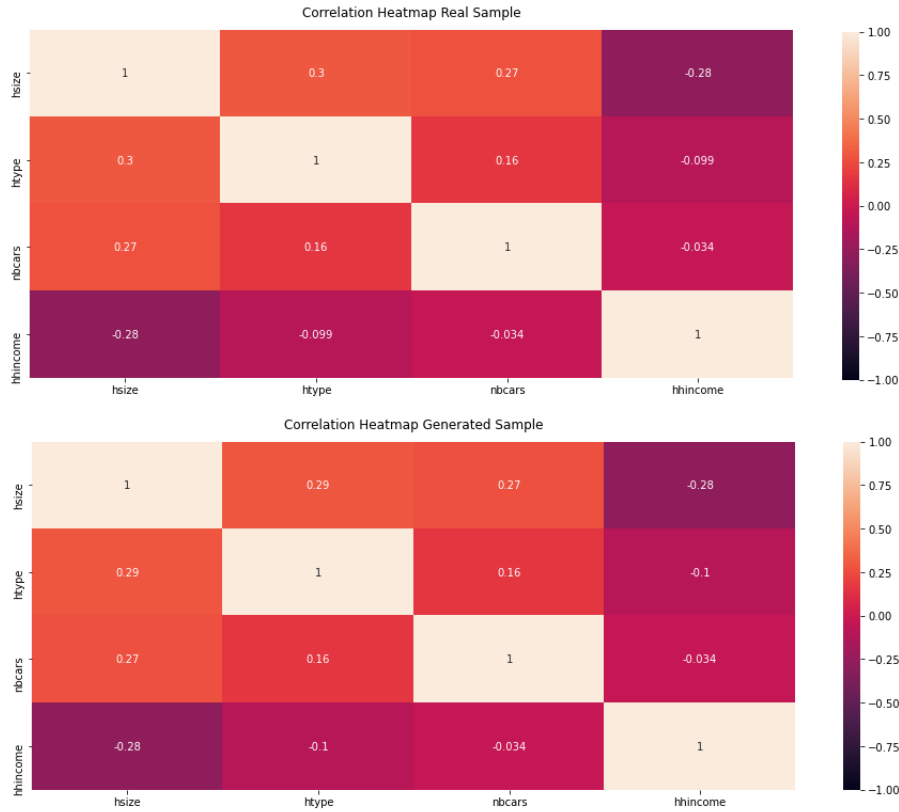 Correlation Heatmap Real Sample
hsize 1 0.3 0.27 -0.28
htype 0.3 1 0.16 -0.099
nbcars 0.27 0.16 1 -0.034
hhincome -0.28 -0.099 -0.034 1
hsize htype nbcars hhincome
1.00
0.75
0.50
0.25
0.00
−0.25
−0.50
−0.75
−1.00
Correlation Heatmap Generated Sample
hsize 1 0.29 0.27 -0.28
htype 0.29 1 0.16 -0.1
nbcars 0.27 0.16 1 -0.034
hhincome -0.28 -0.1 -0.034 1
hsize htype nbcars hhincome
1.00
0.75
0.50
0.25
0.00
−0.25
−0.50
−0.75
−1.00